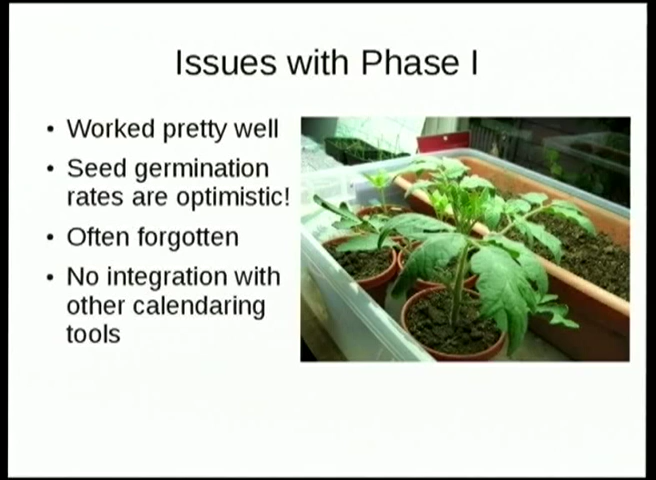 Issues with Phase I
• Worked pretty well
• Seed germination
rates are optimistic!
• Often forgotten
• No integration with
other calendaring
tools